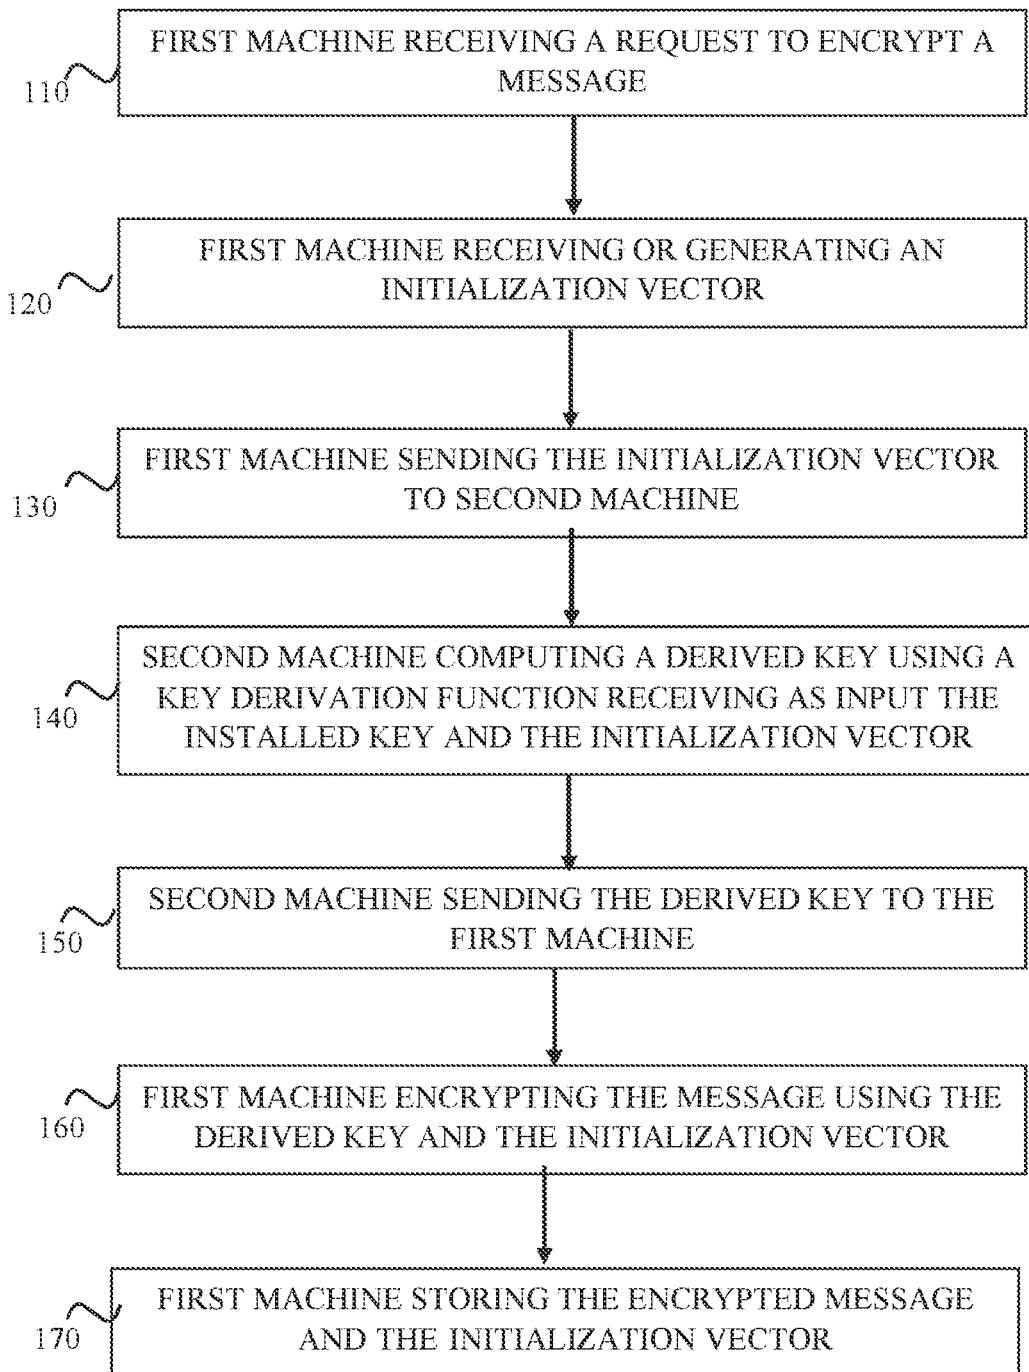 FIRST MACHINE RECEIVING A REQUEST TO ENCRYPT A
MESSAGE
110
FIRST MACHINE RECEIVING OR GENERATING AN
INITIALIZATION VECTOR
120
FIRST MACHINE SENDING THE INITIALIZATION VECTOR
TO SECOND MACHINE
130
SECOND MACHINE COMPUTING A DERIVED KEY USING A
KEY DERIVATION FUNCTION RECEIVING AS INPUT THE
INSTALLED KEY AND THE INITIALIZATION VECTOR
140
SECOND MACHINE SENDING THE DERIVED KEY TO THE
FIRST MACHINE
150
FIRST MACHINE ENCRYPTING THE MESSAGE USING THE
DERIVED KEY AND THE INITIALIZATION VECTOR
160
FIRST MACHINE STORING THE ENCRYPTED MESSAGE
AND THE INITIALIZATION VECTOR
170